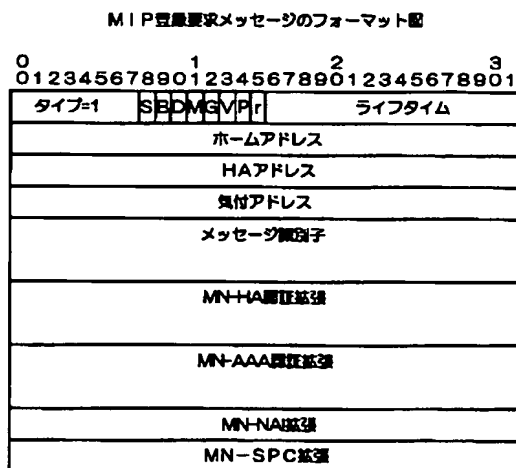 MIP登録要求メッセージのフォーマット図
0 1 2 3
01234567890123456789012345678901
タイプ=1 S B D M G V P r ライフタイム
ホームアドレス
HAアドレス
気付アドレス
メッセージ識別子
MN-HA認証拡張
MN-AAA認証拡張
MN-NAI拡張
MN-SPC拡張